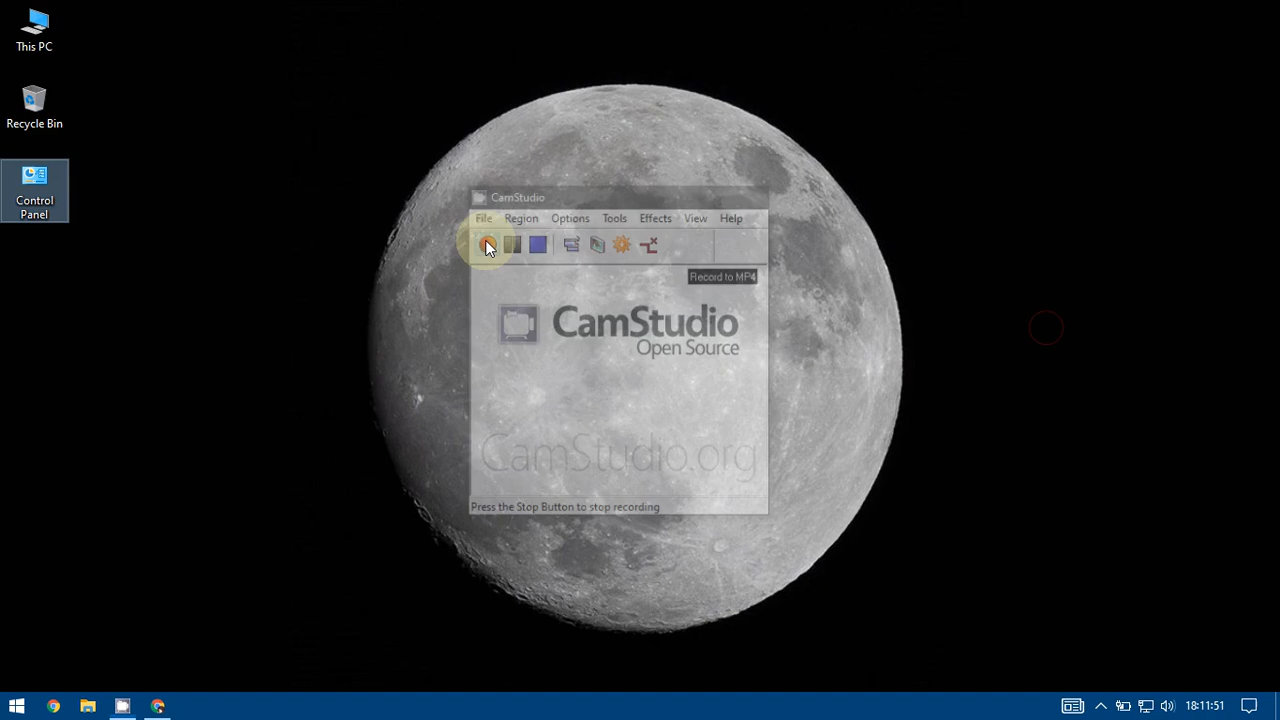 This PC
Recycle Bin
Control
Panel
CamStudio
File Region Options Tools Effects View Help
Record to MP4
CamStudio
Open Source
CamStudio.org
Press the Stop Button to stop recording
18:11:51